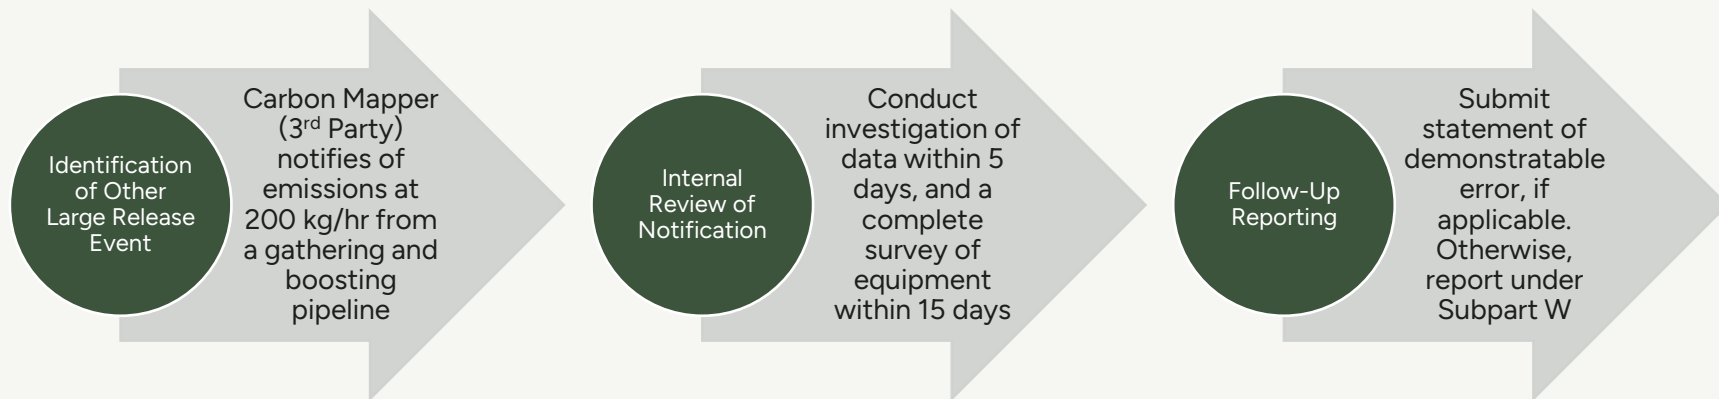 Identification
of Other
Large Release
Event
Carbon Mapper
(3rd Party)
notifies of
emissions at
200 kg/hr from
a gathering and
boosting
pipeline
Internal
Review of
Notification
Conduct
investigation of
data within 5
days, and a
complete
survey of
equipment
within 15 days
Follow-Up
Reporting
Submit
statement of
demonstratable
error, if
applicable.
Otherwise,
report under
Subpart W